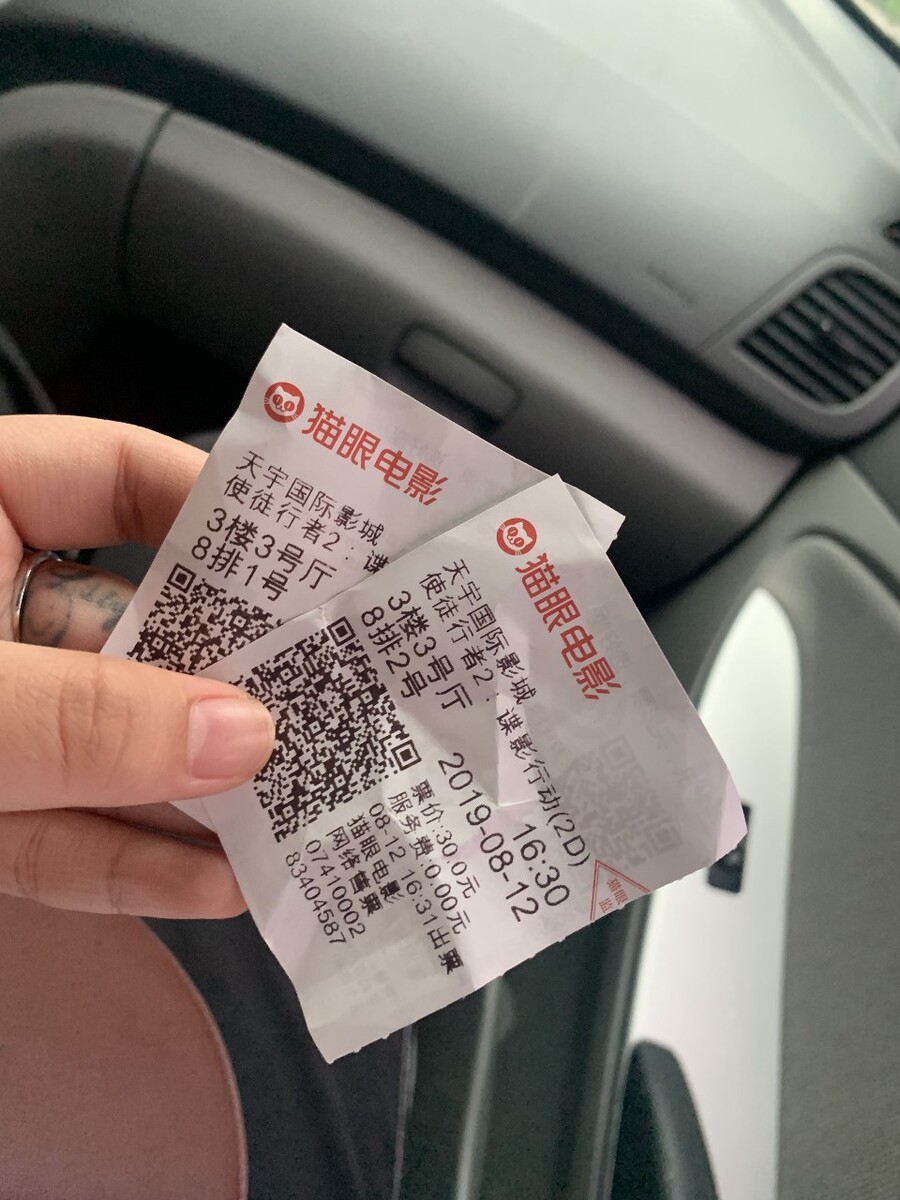 猫眼电影
天宇国际影城
使徒行者2：谍
3楼3号厅
8排1号
猫眼电影
天宇国际影城
使徒行者2：谍影行动(2D)
3楼3号厅
8排2号
16:30
2019-08-12
票价:30.0元
服务费:0.00元
08-12 16:31出票
猫眼电影
网络售票
07410002
83404587
猫眼